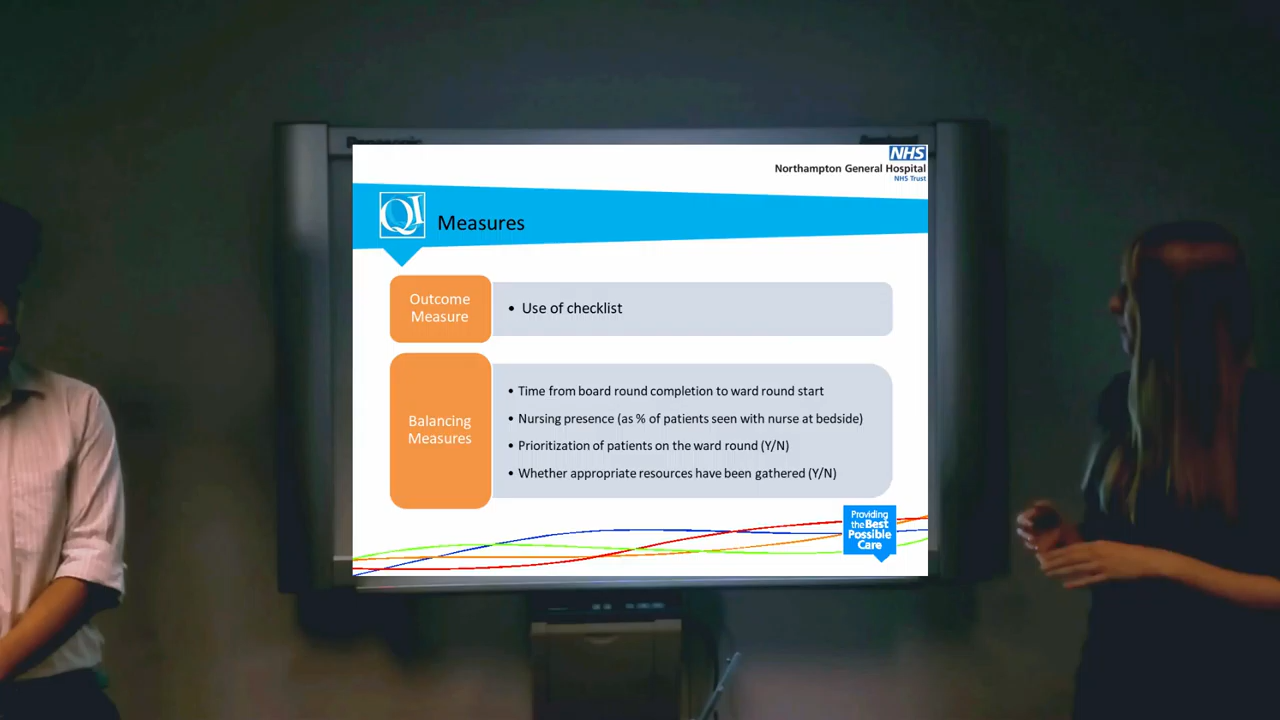 NHS
Northampton General Hospital
NHS Trust
QI
Measures
Outcome
Measure
• Use of checklist
Balancing
Measures
• Time from board round completion to ward round start
• Nursing presence (as % of patients seen with nurse at bedside)
• Prioritization of patients on the ward round (Y/N)
• Whether appropriate resources have been gathered (Y/N)
Providing
the Best
Possible
Care